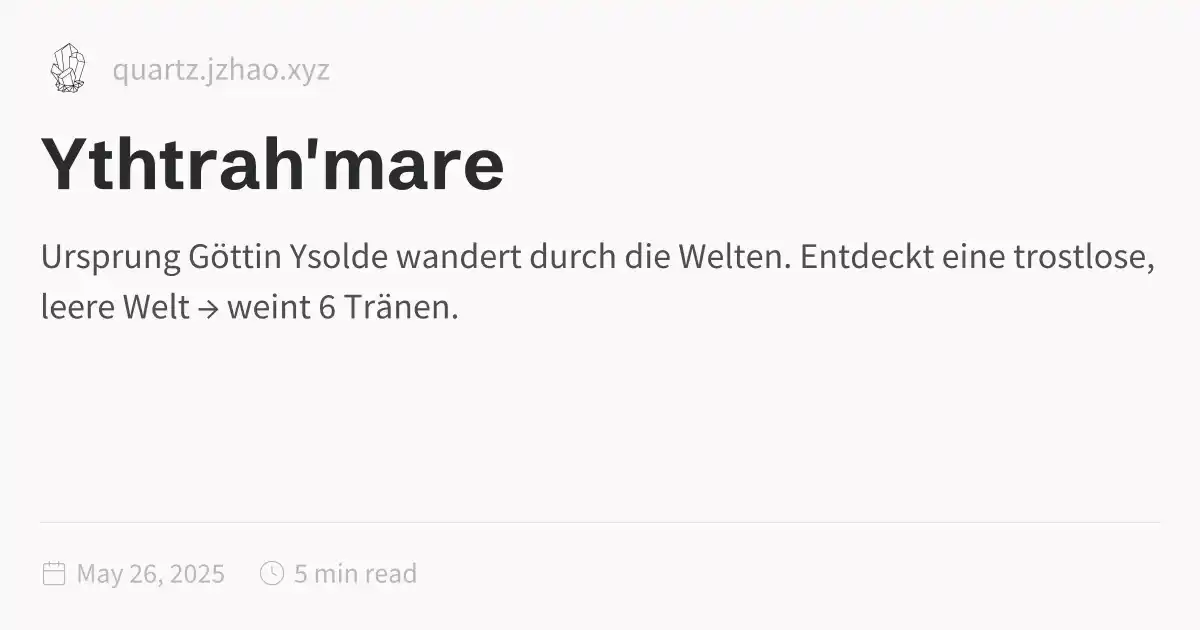 quartz.jzhao.xyz
Ythtrah'mare
Ursprung Göttin Ysolde wandert durch die Welten. Entdeckt eine trostlose,
leere Welt → weint 6 Tränen.
May 26, 2025 5 min read